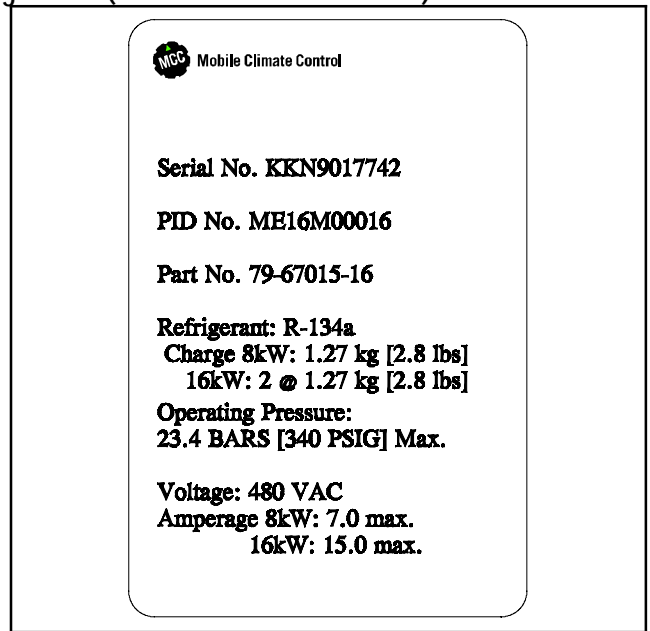 MCC Mobile Climate Control
Serial No. KKN9017742
PID No. ME16M00016
Part No. 79-67015-16
Refrigerant: R-134a
Charge 8kW: 1.27 kg [2.8 lbs]
16kW: 2 @ 1.27 kg [2.8 lbs]
Operating Pressure:
23.4 BARS [340 PSIG] Max.
Voltage: 480 VAC
Amperage 8kW: 7.0 max.
16kW: 15.0 max.